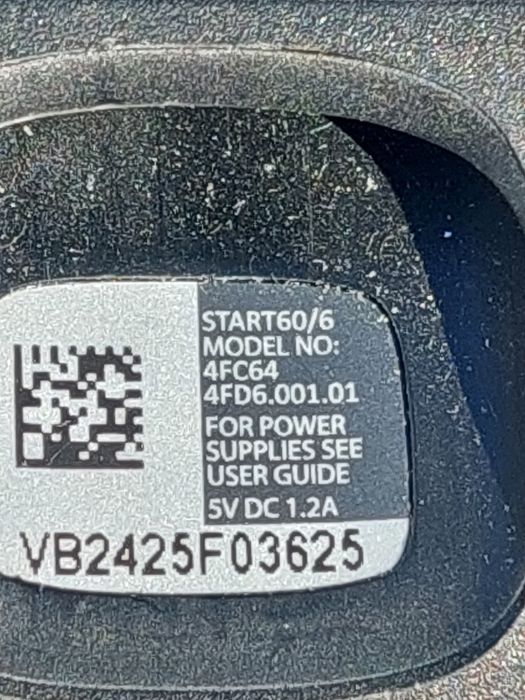 START60/6
MODEL NO:
4FC64
4FD6.001.01
FOR POWER
SUPPLIES SEE
USER GUIDE
5V DC 1.2A
VB2425F03625